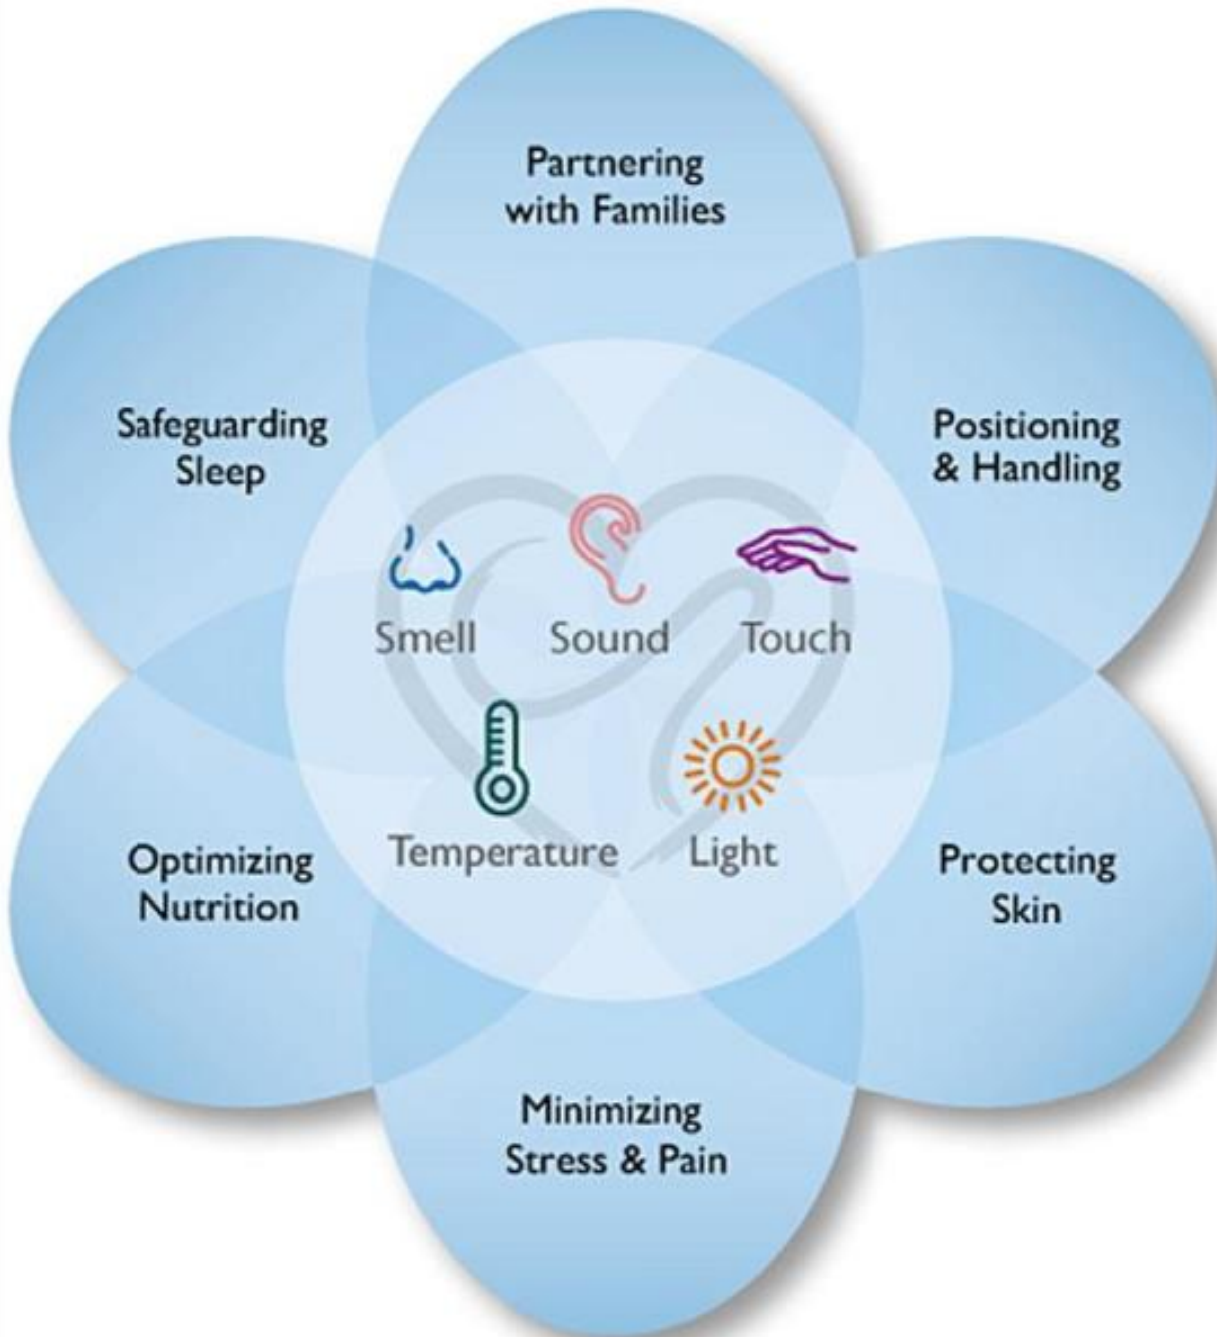 Partnering
with Families
Safeguarding
Sleep
Positioning
& Handling
Smell
Sound
Touch
Temperature
Light
Optimizing
Nutrition
Protecting
Skin
Minimizing
Stress & Pain